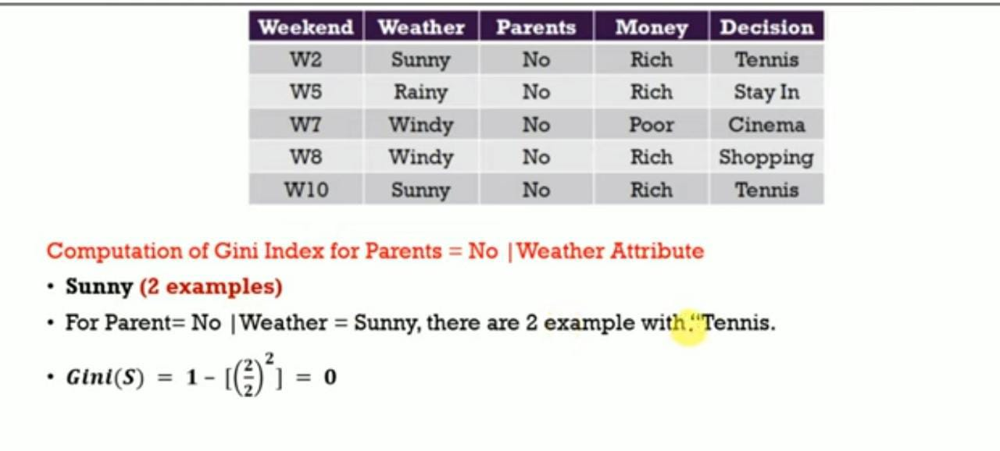 Weekend Weather Parents Money Decision
W2 Sunny No Rich Tennis
W5 Rainy No Rich Stay In
W7 Windy No Poor Cinema
W8 Windy No Rich Shopping
W10 Sunny No Rich Tennis
Computation of Gini Index for Parents = No | Weather Attribute
• Sunny (2 examples)
• For Parent= No | Weather = Sunny, there are 2 example with “Tennis.
• Gini(S) = 1 - [(2/2)^2] = 0